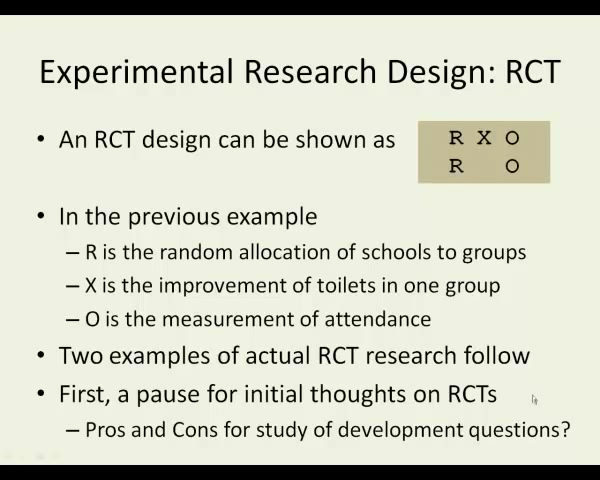 Experimental Research Design: RCT
• An RCT design can be shown as
R X O
R O
• In the previous example
– R is the random allocation of schools to groups
– X is the improvement of toilets in one group
– O is the measurement of attendance
• Two examples of actual RCT research follow
• First, a pause for initial thoughts on RCTs
– Pros and Cons for study of development questions?